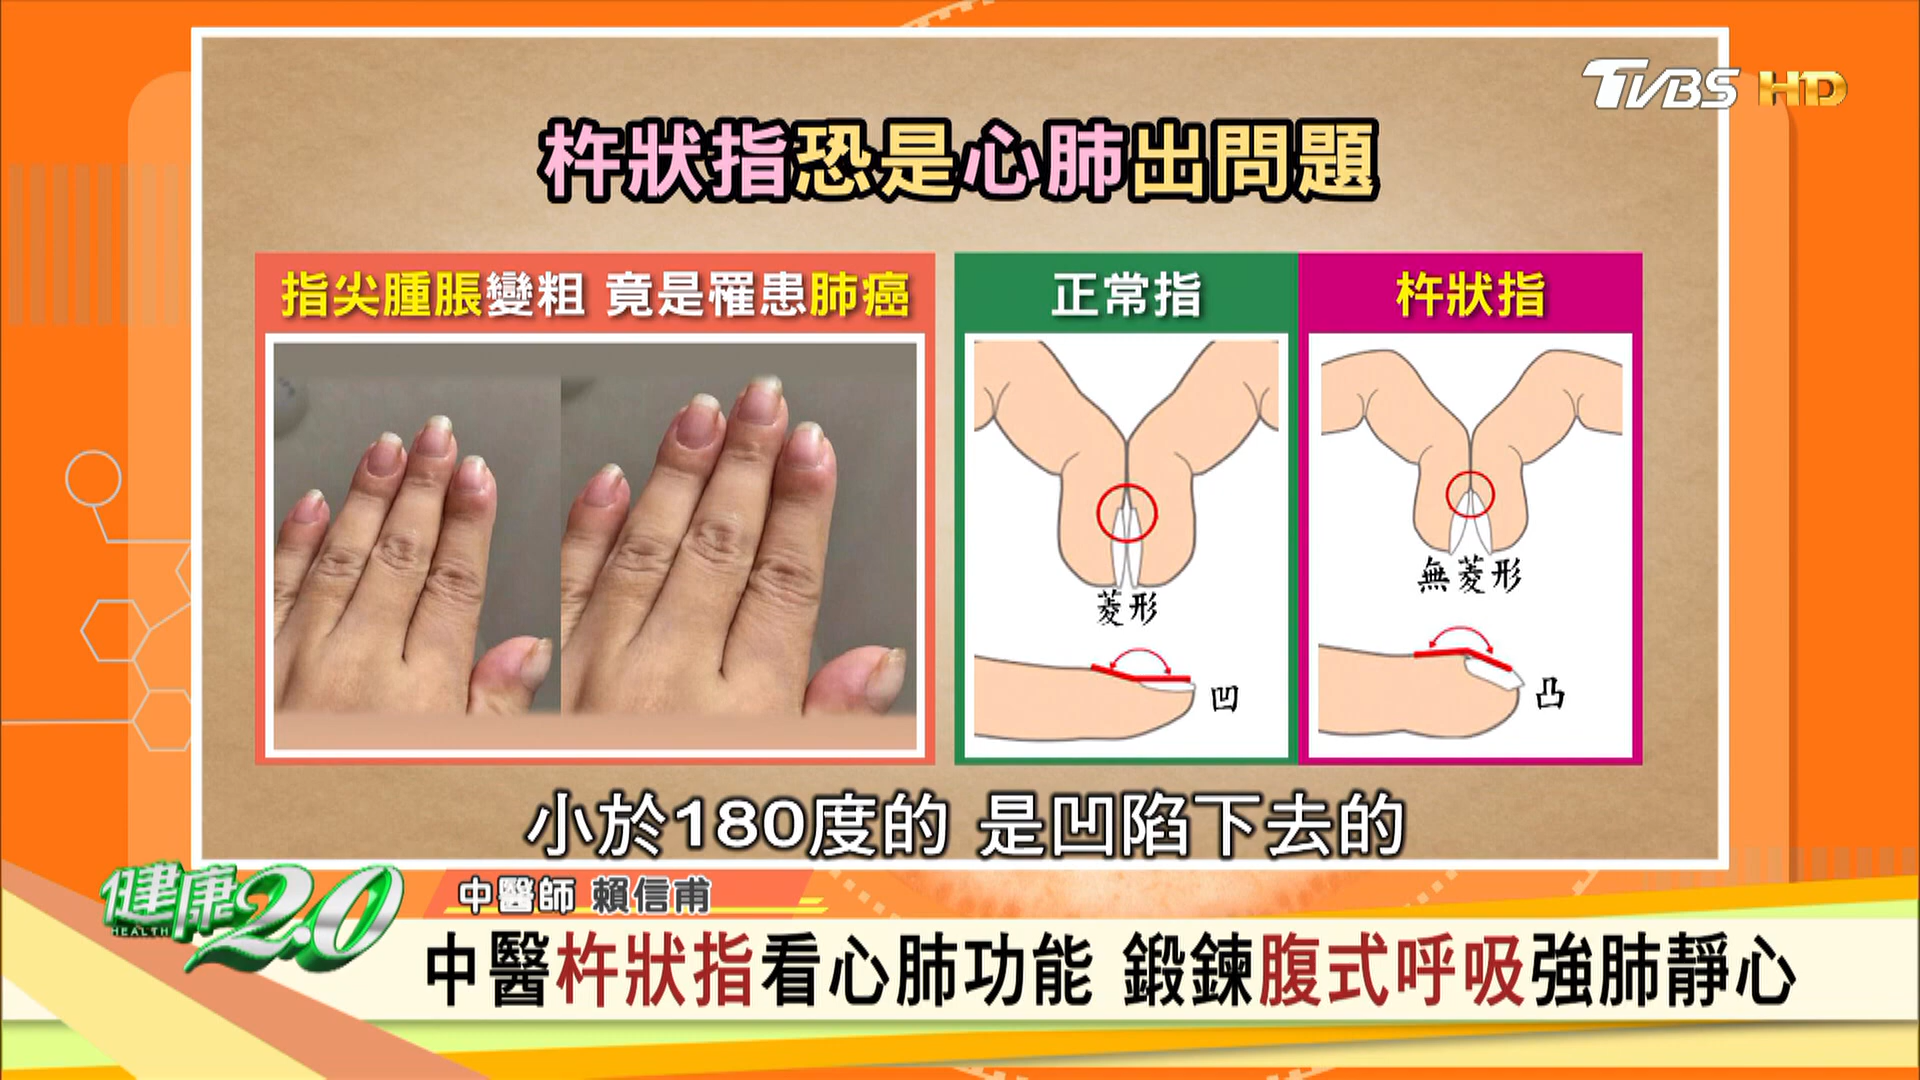 TVBS HD
杵狀指恐是心肺出問題
指尖腫脹變粗 竟是罹患肺癌
正常指
杵狀指
菱形
無菱形
凹
凸
小於180度的 是凹陷下去的
健康2.0
HEALTH
中醫師 賴信甫
中醫杵狀指看心肺功能 鍛鍊腹式呼吸強肺靜心